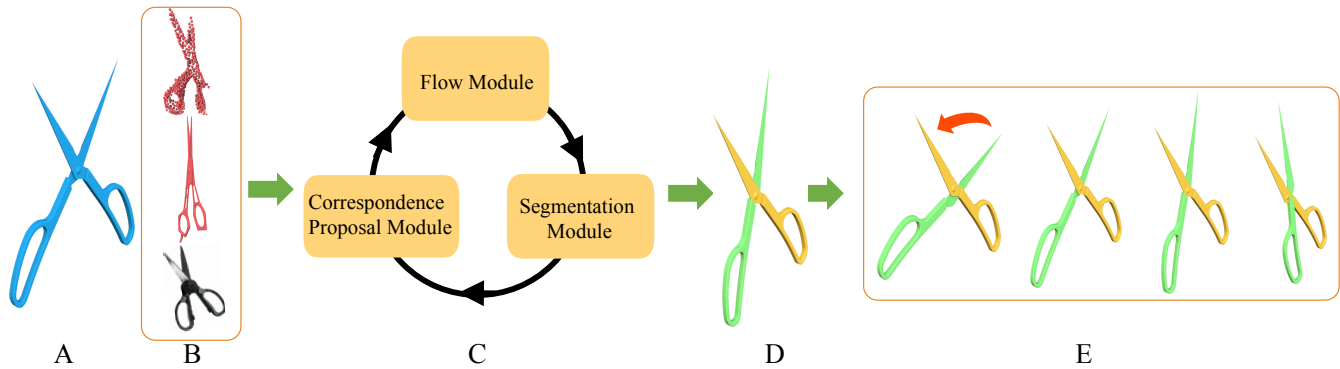 Flow Module
Correspondence
Proposal Module
Segmentation
Module
A
B
C
D
E